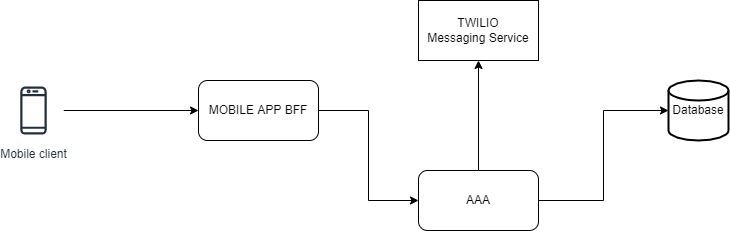 TWILIO
Messaging Service
MOBILE APP BFF
Database
Mobile client
AAA